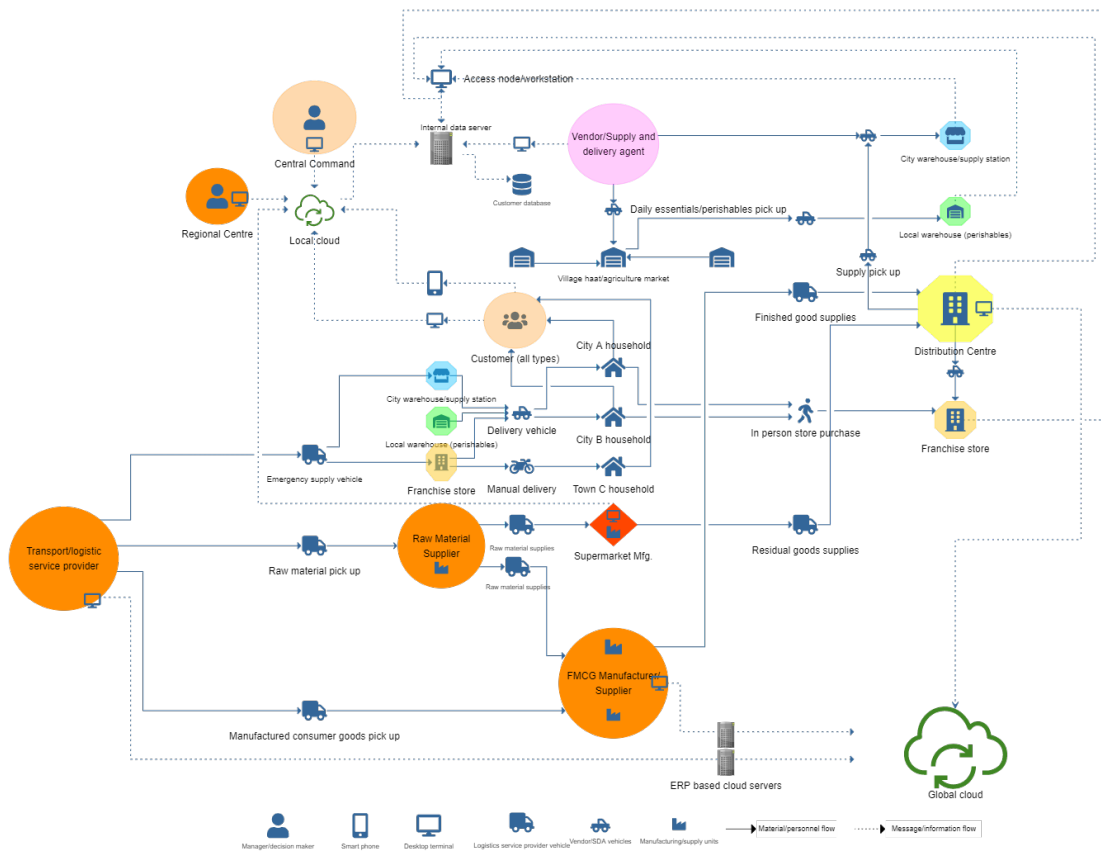 Access node/workstation
Internal data server
Vendor/Supply and
delivery agent
Central Command
City warehouse/supply station
Customer database
Regional Centre
Local cloud
Daily essentials/perishables pick up
Local warehouse (perishables)
Village haat/agriculture market
Supply pick up
Finished good supplies
Distribution Centre
Customer (all types)
City A household
City warehouse/supply station
Delivery vehicle
City B household
In person store purchase
Local warehouse (perishables)
Franchise store
Emergency supply vehicle
Franchise store
Manual delivery
Town C household
Transport/logistic
service provider
Raw Material
Supplier
Raw material supplies
Supermarket Mfg.
Residual goods supplies
Raw material pick up
Raw material supplies
FMCG Manufacturer/
Supplier
Manufactured consumer goods pick up
ERP based cloud servers
Global cloud
Manager/decision maker
Smart phone
Desktop terminal
Logistics service provider vehicle
Vendor/SDA vehicles
Manufacturing/supply units
Material/personnel flow
Message/information flow